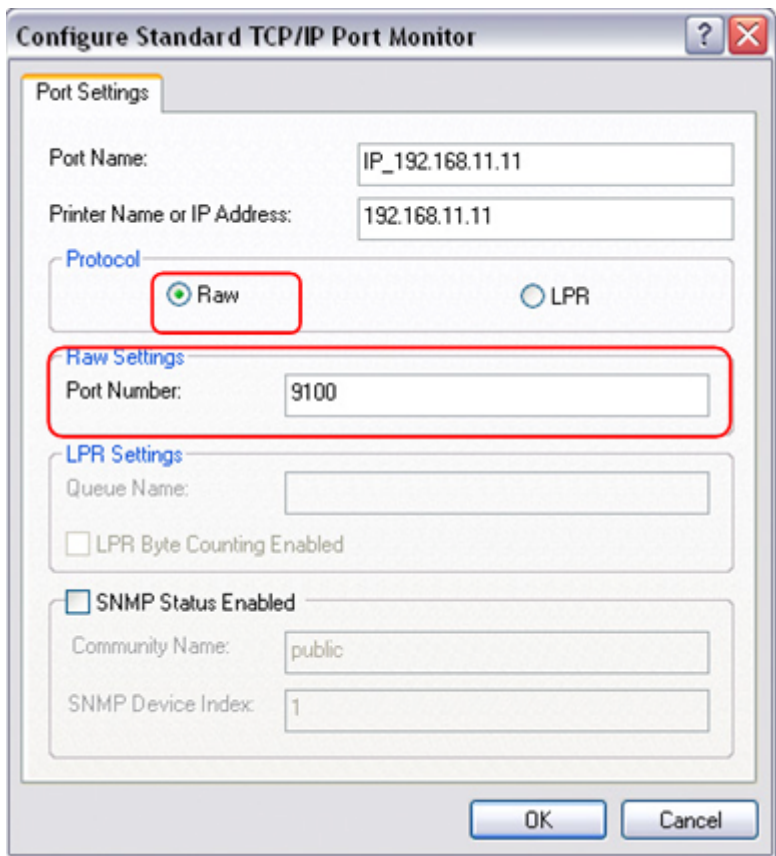 Configure Standard TCP/IP Port Monitor
Port Settings
Port Name: IP_192.168.11.11
Printer Name or IP Address: 192.168.11.11
Protocol
Raw LPR
Raw Settings
Port Number: 9100
LPR Settings
Queue Name:
LPR Byte Counting Enabled
SNMP Status Enabled
Community Name: public
SNMP Device Index: 1
OK Cancel